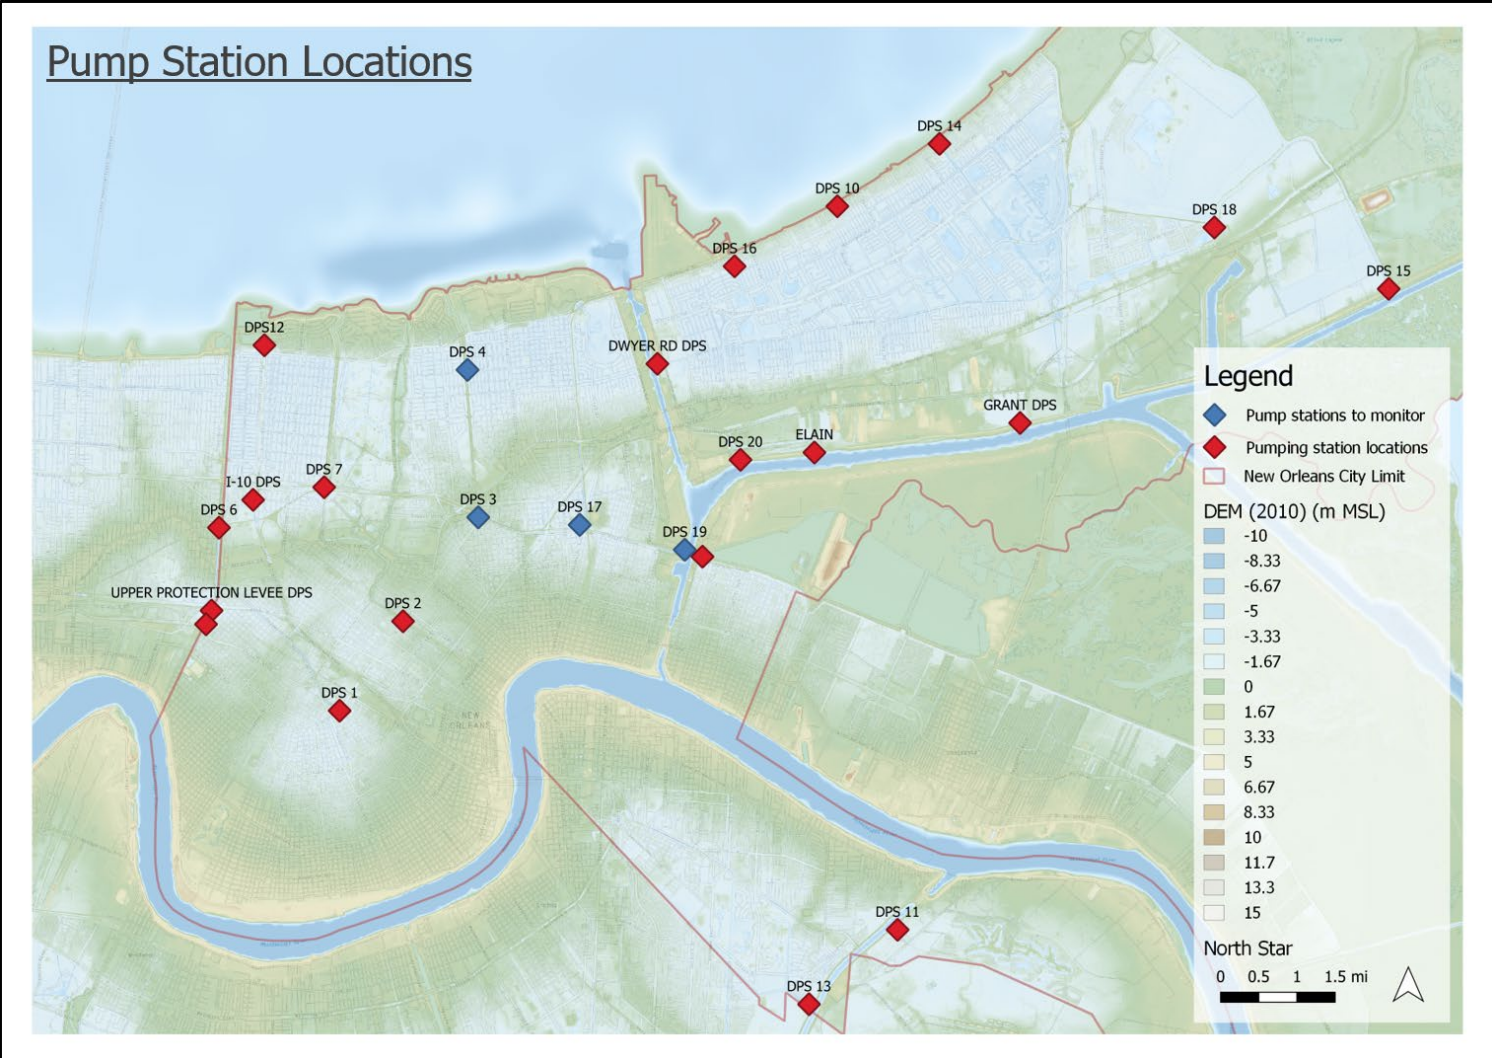 Pump Station Locations
DPS 14
DPS 10
DPS 18
DPS 16
DPS 15
DPS12
DWYER RD DPS
DPS 4
GRANT DPS
ELAIN
DPS 20
DPS 7
I-10 DPS
DPS 3
DPS 17
DPS 6
DPS 19
UPPER PROTECTION LEVEE DPS
DPS 2
DPS 1
NEW
ORLEANS
DPS 11
DPS 13
Legend
Pump stations to monitor
Pumping station locations
New Orleans City Limit
DEM (2010) (m MSL)
-10
-8.33
-6.67
-5
-3.33
-1.67
0
1.67
3.33
5
6.67
8.33
10
11.7
13.3
15
North Star
0 0.5 1 1.5 mi